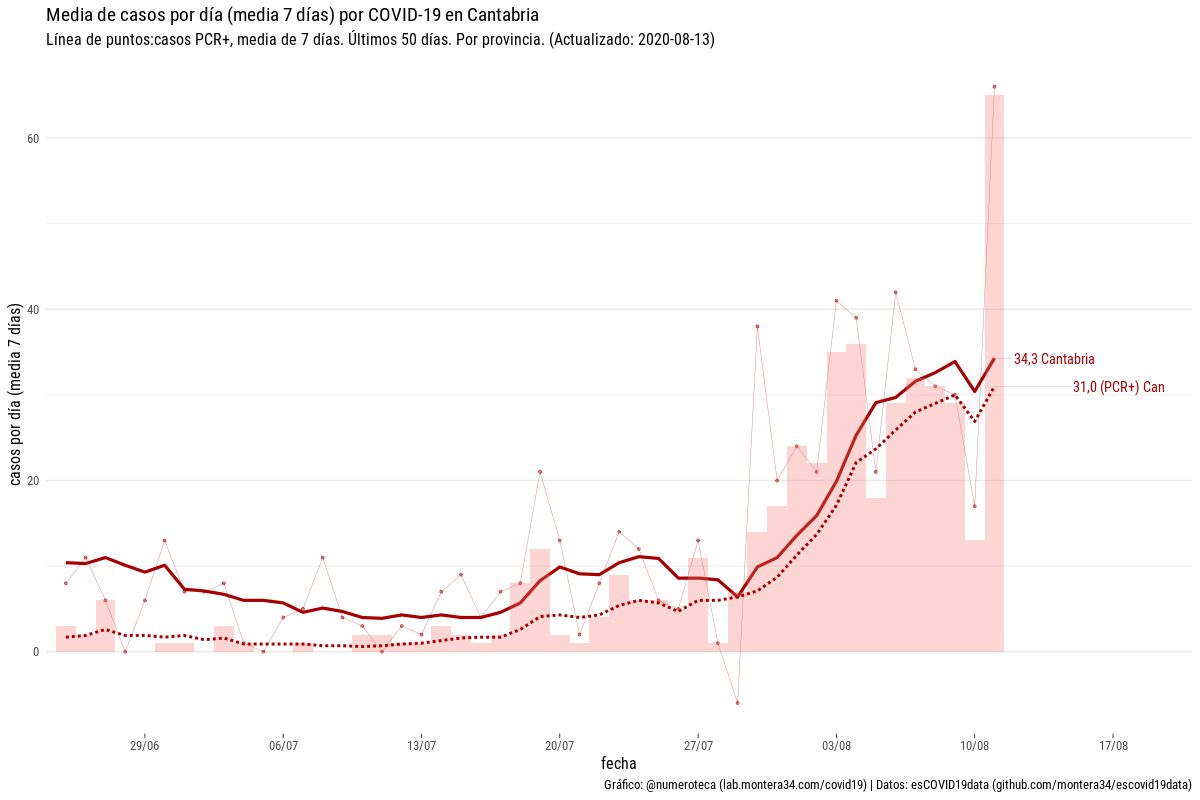 Media de casos por día (media 7 días) por COVID-19 en Cantabria
Línea de puntos:casos PCR+, media de 7 días. Últimos 50 días. Por provincia. (Actualizado: 2020-08-13)
casos por día (media 7 días)
60
40
20
0
34,3 Cantabria
31,0 (PCR+) Can
29/06
06/07
13/07
20/07
27/07
03/08
10/08
17/08
fecha
Gráfico: @numeroteca (lab.montera34.com/covid19) | Datos: esCOVID19data (github.com/montera34/escovid19data)